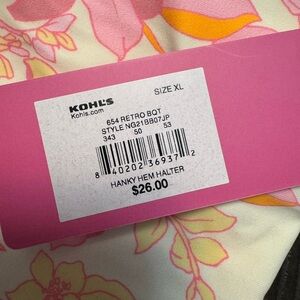 KOHL'S
Kohls.com
SIZE XL
654 RETRO BQT
STYLE NG21BB07JP
343 50 53
8 40202 36937 2
HANKY HEM HALTER
$26.00